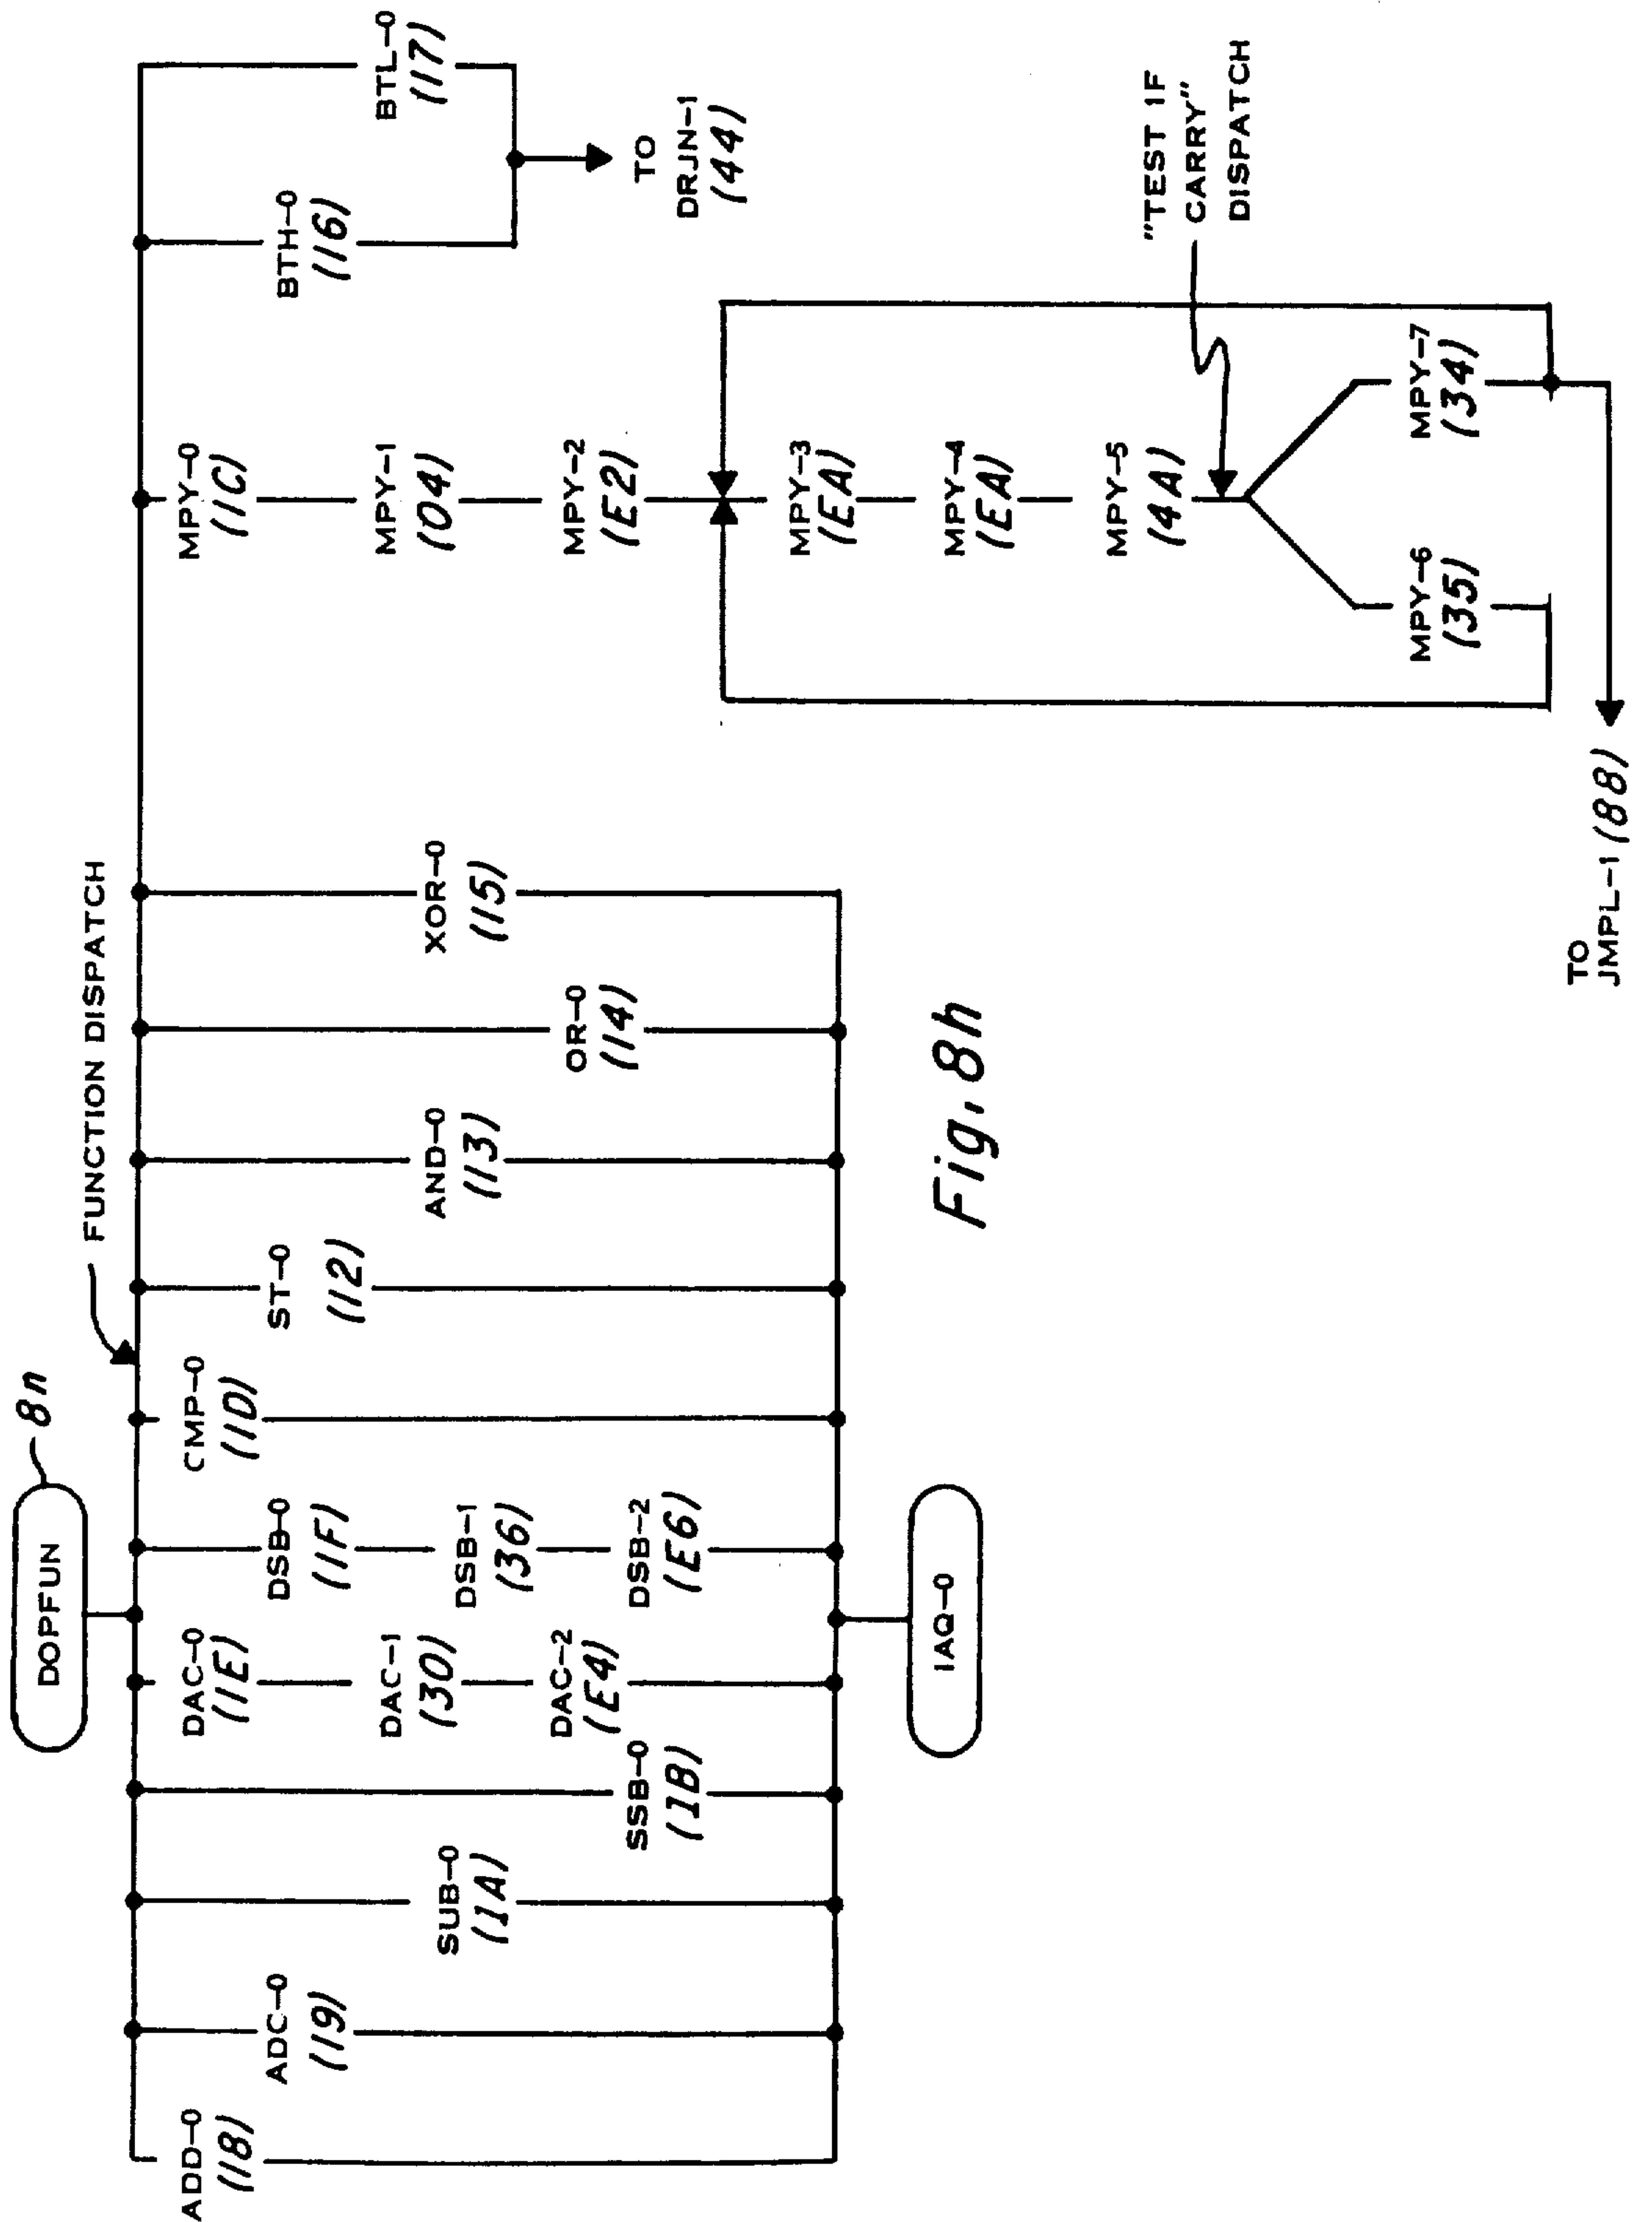 DOPFUN
8n
FUNCTION DISPATCH
ADD-0
(18)
ADC-0
(19)
SUB-0
(1A)
SSB-0
(1B)
DAC-0
(1E)
DAC-1
(30)
DAC-2
(E4)
DSB-0
(1F)
DSB-1
(36)
DSB-2
(E6)
CMP-0
(1D)
ST-0
(12)
AND-0
(13)
OR-0
(14)
XOR-0
(15)
MPY-0
(1C)
MPY-1
(04)
MPY-2
(E2)
MPY-3
(EA)
MPY-4
(EA)
MPY-5
(4A)
MPY-6
(35)
MPY-7
(34)
"TEST IF
CARRY"
DISPATCH
BTH-0
(16)
BTL-0
(17)
TO
DRJN-1
(44)
TO
JMPL-1 (88)
IAQ-0
Fig. 8h